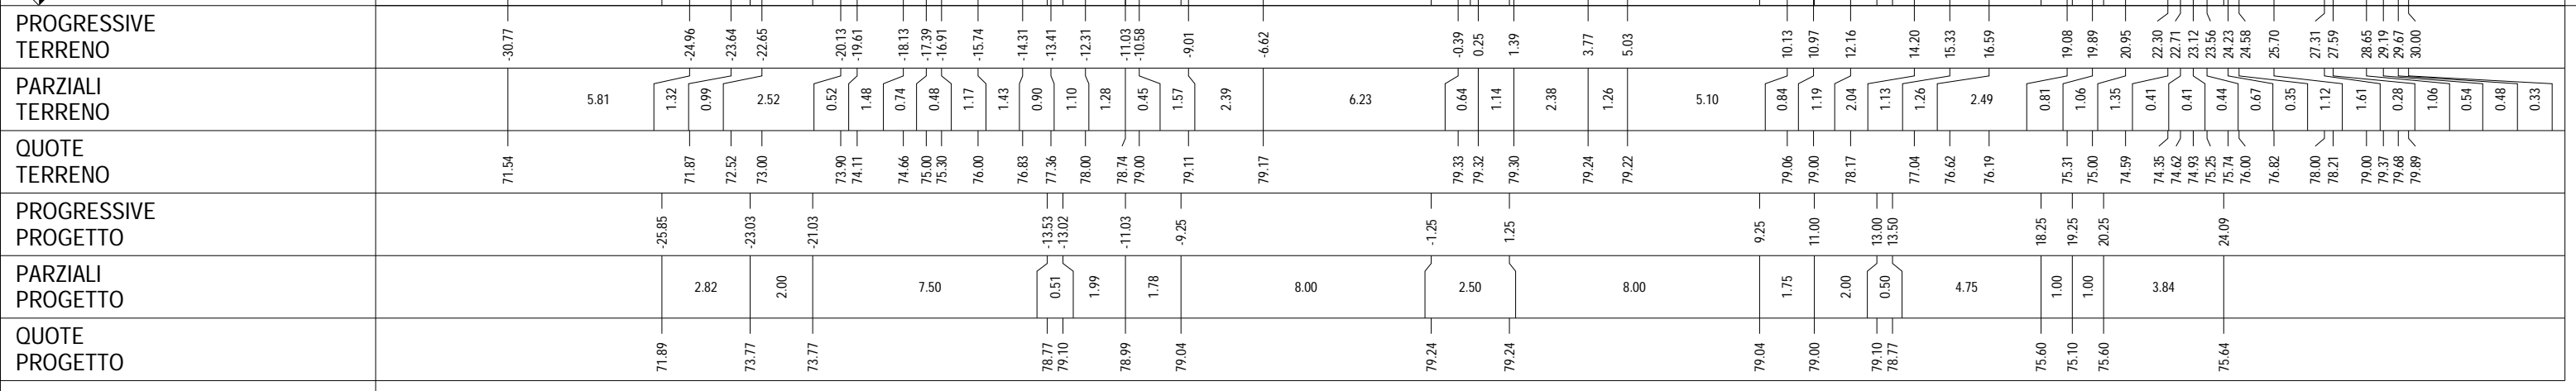 PROGRESSIVE
TERRENO
-30.77 -24.96 -23.64 -22.65 -20.13 -19.61 -18.13 -17.39 -16.91 -15.74 -14.31 -13.41 -12.31 -11.03 -10.58 -9.01 -6.62 -0.39 0.25 1.39 3.77 5.03 10.13 10.97 12.16 14.20 15.33 16.59 19.08 19.89 20.95 22.30 22.71 23.12 23.56 24.23 24.58 25.70 27.31 27.59 28.65 29.19 29.67 30.00
PARZIALI
TERRENO
5.81 1.32 0.99 2.52 0.52 1.48 0.74 0.48 1.17 1.43 0.90 1.10 1.28 0.45 1.57 2.39 6.23 0.64 1.14 2.38 1.26 5.10 0.84 1.19 2.04 1.13 1.26 2.49 0.81 1.06 1.35 0.41 0.41 0.44 0.67 0.35 1.12 1.61 0.28 1.06 0.54 0.48 0.33
QUOTE
TERRENO
71.54 71.87 72.52 73.00 73.90 74.11 74.66 75.00 75.30 76.00 76.83 77.36 78.00 78.74 79.00 79.11 79.17 79.33 79.32 79.30 79.24 79.22 79.06 79.00 78.17 77.04 76.62 76.19 75.31 75.00 74.59 74.35 74.62 74.93 75.25 75.74 76.00 76.82 78.00 78.21 79.00 79.37 79.68 79.89
PROGRESSIVE
PROGETTO
-25.85 -23.03 -21.03 -13.53 -13.02 -11.03 -9.25 -1.25 1.25 9.25 11.00 13.00 13.50 18.25 19.25 20.25 24.09
PARZIALI
PROGETTO
2.82 2.00 7.50 0.51 1.99 1.78 8.00 2.50 8.00 1.75 2.00 0.50 4.75 1.00 1.00 3.84
QUOTE
PROGETTO
71.89 73.77 73.77 78.77 79.10 78.99 79.04 79.24 79.24 79.04 79.00 79.10 78.77 75.60 75.10 75.60 75.64